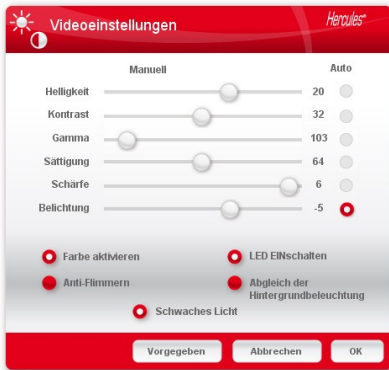 Videoeinstellungen
Hercules®
Manuell Auto
Helligkeit 20
Kontrast 32
Gamma 103
Sättigung 64
Schärfe 6
Belichtung -5
Farbe aktivieren LED EINschalten
Anti-Flimmern Abgleich der
Hintergrundbeleuchtung
Schwaches Licht
Vorgegeben Abbrechen OK